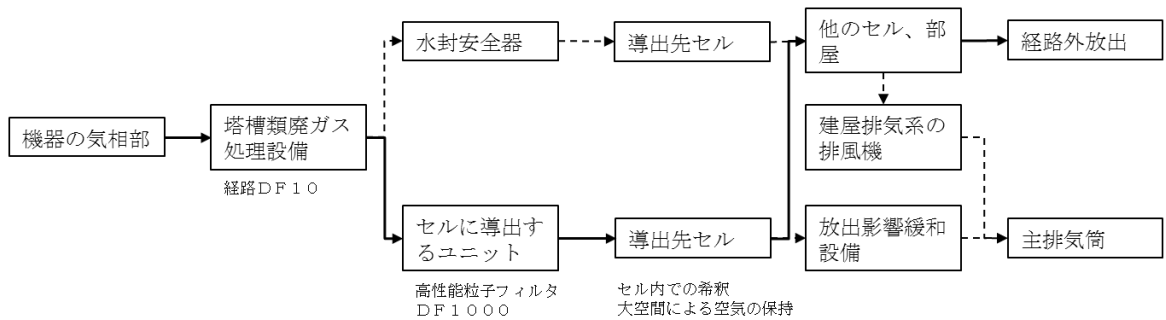 機器の気相部
塔槽類廃ガス
処理設備
経路ＤＦ１０
水封安全器
導出先セル
他のセル、部
屋
経路外放出
建屋排気系の
排風機
セルに導出す
るユニット
高性能粒子フィルタ
ＤＦ１０００
導出先セル
セル内での希釈
大空間による空気の保持
放出影響緩和
設備
主排気筒